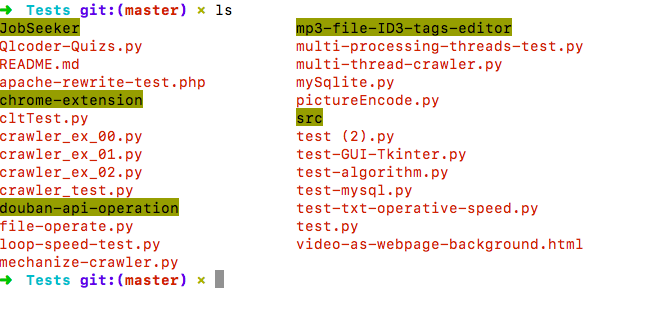 ➜ Tests git:(master) × ls
JobSeeker mp3-file-ID3-tags-editor
Qlcoder-Quizs.py multi-processing-threads-test.py
README.md multi-thread-crawler.py
apache-rewrite-test.php mySqlite.py
chrome-extension pictureEncode.py
cltTest.py src
crawler_ex_00.py test (2).py
crawler_ex_01.py test-GUI-Tkinter.py
crawler_ex_02.py test-algorithm.py
crawler_test.py test-mysql.py
douban-api-operation test-txt-operative-speed.py
file-operate.py test.py
loop-speed-test.py video-as-webpage-background.html
mechanize-crawler.py
➜ Tests git:(master) ×